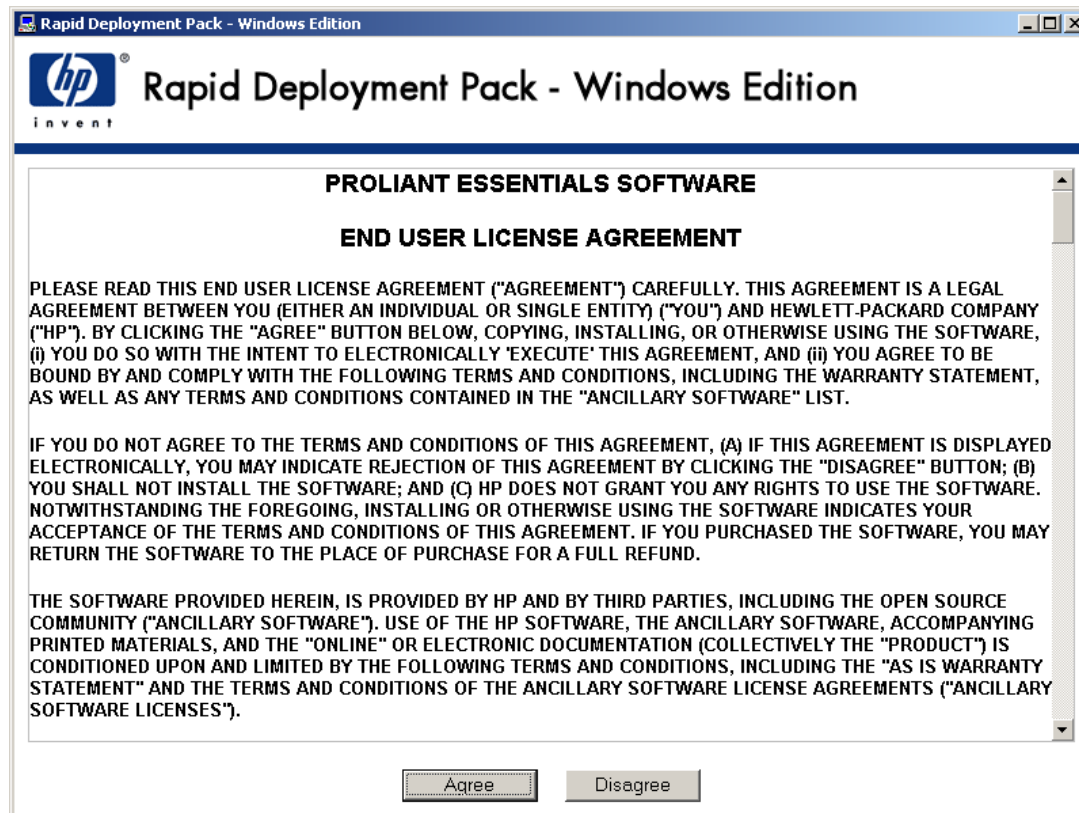 Rapid Deployment Pack - Windows Edition
hp
®
invent
Rapid Deployment Pack - Windows Edition
PROLIANT ESSENTIALS SOFTWARE
END USER LICENSE AGREEMENT
PLEASE READ THIS END USER LICENSE AGREEMENT ("AGREEMENT") CAREFULLY. THIS AGREEMENT IS A LEGAL
AGREEMENT BETWEEN YOU (EITHER AN INDIVIDUAL OR SINGLE ENTITY) ("YOU") AND HEWLETT-PACKARD COMPANY
("HP"). BY CLICKING THE "AGREE" BUTTON BELOW, COPYING, INSTALLING, OR OTHERWISE USING THE SOFTWARE,
(i) YOU DO SO WITH THE INTENT TO ELECTRONICALLY 'EXECUTE' THIS AGREEMENT, AND (ii) YOU AGREE TO BE
BOUND BY AND COMPLY WITH THE FOLLOWING TERMS AND CONDITIONS, INCLUDING THE WARRANTY STATEMENT,
AS WELL AS ANY TERMS AND CONDITIONS CONTAINED IN THE "ANCILLARY SOFTWARE" LIST.
IF YOU DO NOT AGREE TO THE TERMS AND CONDITIONS OF THIS AGREEMENT, (A) IF THIS AGREEMENT IS DISPLAYED
ELECTRONICALLY, YOU MAY INDICATE REJECTION OF THIS AGREEMENT BY CLICKING THE "DISAGREE" BUTTON; (B)
YOU SHALL NOT INSTALL THE SOFTWARE; AND (C) HP DOES NOT GRANT YOU ANY RIGHTS TO USE THE SOFTWARE.
NOTWITHSTANDING THE FOREGOING, INSTALLING OR OTHERWISE USING THE SOFTWARE INDICATES YOUR
ACCEPTANCE OF THE TERMS AND CONDITIONS OF THIS AGREEMENT. IF YOU PURCHASED THE SOFTWARE, YOU MAY
RETURN THE SOFTWARE TO THE PLACE OF PURCHASE FOR A FULL REFUND.
THE SOFTWARE PROVIDED HEREIN, IS PROVIDED BY HP AND BY THIRD PARTIES, INCLUDING THE OPEN SOURCE
COMMUNITY ("ANCILLARY SOFTWARE"). USE OF THE HP SOFTWARE, THE ANCILLARY SOFTWARE, ACCOMPANYING
PRINTED MATERIALS, AND THE "ONLINE" OR ELECTRONIC DOCUMENTATION (COLLECTIVELY THE "PRODUCT") IS
CONDITIONED UPON AND LIMITED BY THE FOLLOWING TERMS AND CONDITIONS, INCLUDING THE "AS IS WARRANTY
STATEMENT" AND THE TERMS AND CONDITIONS OF THE ANCILLARY SOFTWARE LICENSE AGREEMENTS ("ANCILLARY
SOFTWARE LICENSES").
Agree
Disagree